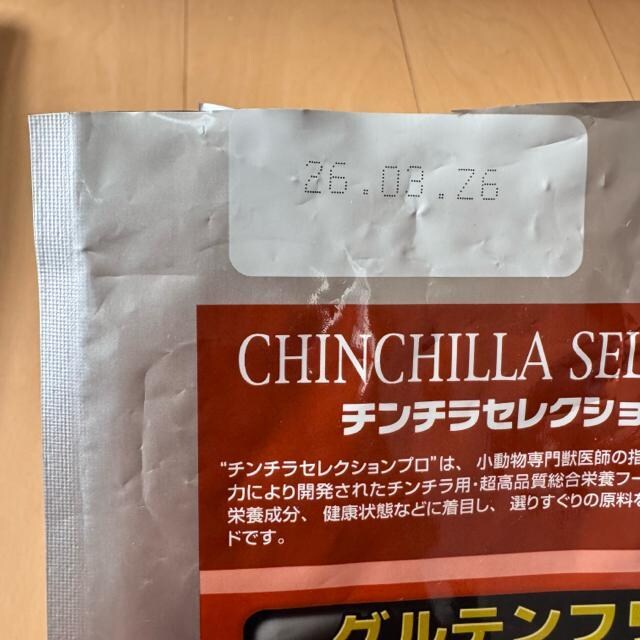 26.03.26
CHINCHILLA SEL
チンチラセレクショ
“チンチラセレクションプロ”は、小動物専門獣医師の指
力により開発されたチンチラ用・超高品質総合栄養フー
栄養成分、健康状態などに着目し、選りすぐりの原料を
ドです。
グルテンフリ